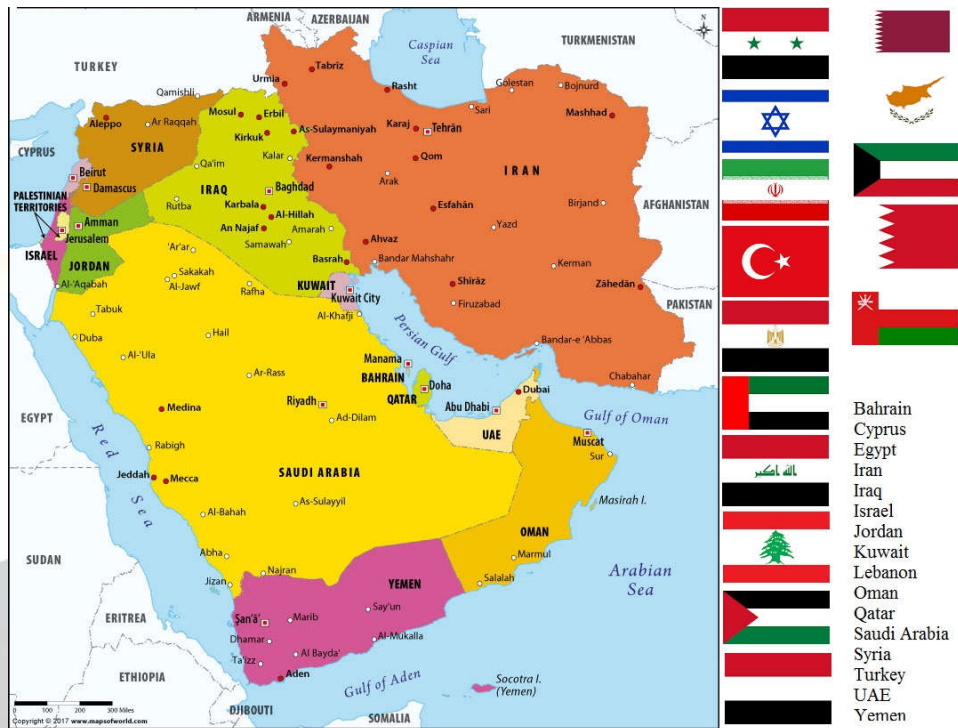 ARMENIA
AZERBAIJAN
TURKMENISTAN
N
Caspian
Sea
TURKEY
Tabriz
Urmia
Rasht
Golestan
Bojnurd
Qamishli
Sari
Mosul
Erbil
Mashhad
Aleppo
Ar Raqqah
As-Sulaymaniyah
Karaj
Tehrān
Kirkuk
SYRIA
CYPRUS
Kalar
Qom
Qa'im
Kermanshah
IRAN
Beirut
Arak
Damascus
IRAQ
Baghdad
PALESTINIAN
TERRITORIES
Rutba
Karbala
Esfahān
Birjand
AFGHANISTAN
Al-Hillah
Amman
An Najaf
Amarah
Yazd
Jerusalem
Samawah
Ahvaz
ISRAEL
'Ar'ar
JORDAN
Basrah
Bandar Mahshahr
Kerman
Sakakah
Al-'Aqabah
Al-Jawf
Rafha
KUWAIT
Shirāz
Zāhedān
Kuwait City
PAKISTAN
Tabuk
Al-Khafji
Firuzabad
Duba
Hail
Persian Gulf
Bandar-e 'Abbas
Al-'Ula
Manama
Ar-Rass
BAHRAIN
Chabahar
Doha
Dubai
QATAR
EGYPT
Medina
Riyadh
Abu Dhabi
Gulf of Oman
Ad-Dilam
UAE
Muscat
Red Sea
Rabigh
Sur
Jeddah
Mecca
SAUDI ARABIA
As-Sulayyil
Masirah I.
Al-Bahah
OMAN
SUDAN
Abha
Marmul
Arabian
Sea
Jizan
Najran
YEMEN
Salalah
Say'un
ERITREA
Şan'ā'
Marib
Dhamar
Al-Mukalla
Ta'izz
Al Bayda'
ETHIOPIA
Aden
Gulf of Aden
Socotra I.
(Yemen)
0 100 200 300 Miles
DJIBOUTI
SOMALIA
Copyright © 2017 www.mapsofworld.com
الله اكبر
Bahrain
Cyprus
Egypt
Iran
Iraq
Israel
Jordan
Kuwait
Lebanon
Oman
Qatar
Saudi Arabia
Syria
Turkey
UAE
Yemen